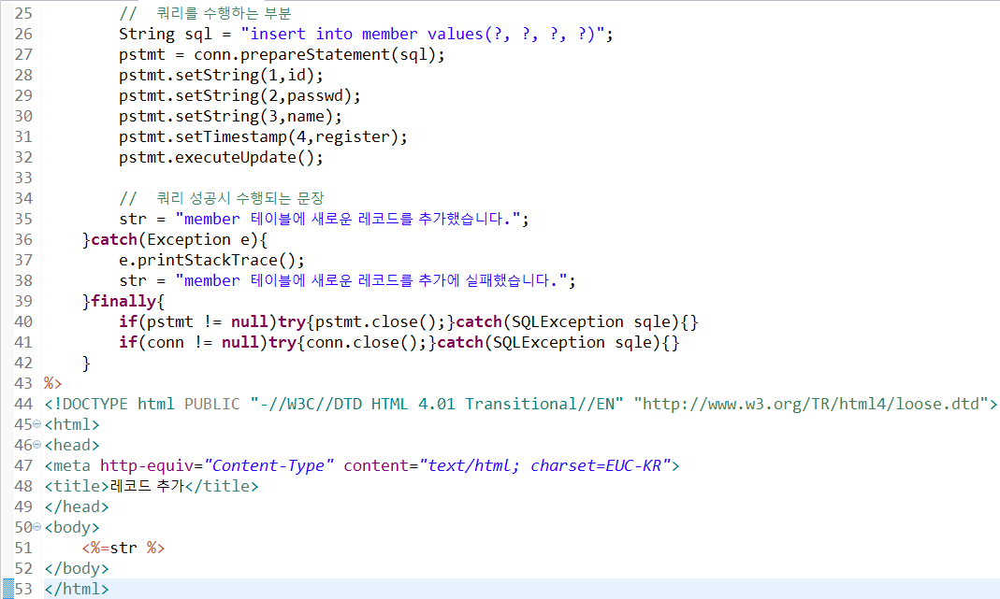 25 // 쿼리를 수행하는 부분
26 String sql = "insert into member values(?, ?, ?, ?)";
27 pstmt = conn.prepareStatement(sql);
28 pstmt.setString(1,id);
29 pstmt.setString(2,passwd);
30 pstmt.setString(3,name);
31 pstmt.setTimestamp(4,register);
32 pstmt.executeUpdate();
33
34 // 쿼리 성공시 수행되는 문장
35 str = "member 테이블에 새로운 레코드를 추가했습니다.";
36 }catch(Exception e){
37 e.printStackTrace();
38 str = "member 테이블에 새로운 레코드를 추가에 실패했습니다.";
39 }finally{
40 if(pstmt != null)try{pstmt.close();}catch(SQLException sqle){}
41 if(conn != null)try{conn.close();}catch(SQLException sqle){}
42 }
43 %>
44 <!DOCTYPE html PUBLIC "-//W3C//DTD HTML 4.01 Transitional//EN" "http://www.w3.org/TR/html4/loose.dtd">
45 <html>
46 <head>
47 <meta http-equiv="Content-Type" content="text/html; charset=EUC-KR">
48 <title>레코드 추가</title>
49 </head>
50 <body>
51 <%=str %>
52 </body>
53 </html>